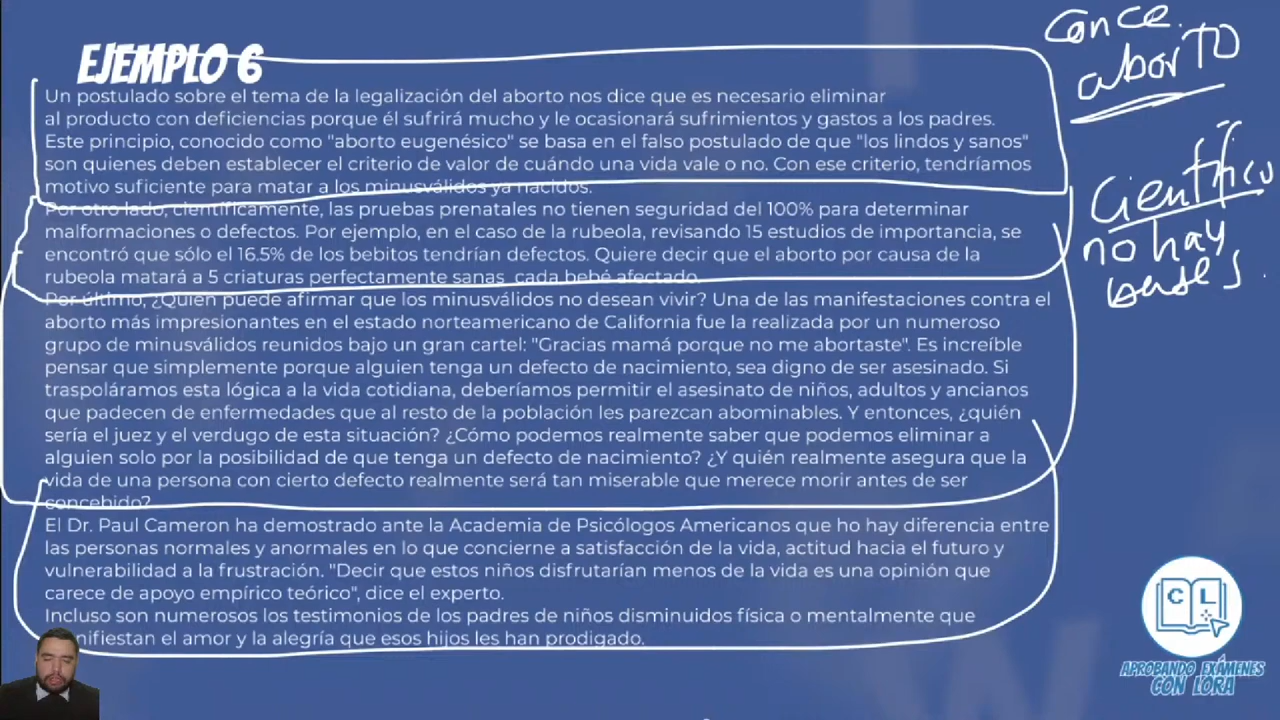 EJEMPLO 6
Un postulado sobre el tema de la legalización del aborto nos dice que es necesario eliminar
al producto con deficiencias porque él sufrirá mucho y le ocasionará sufrimientos y gastos a los padres.
Este principio, conocido como "aborto eugenésico" se basa en el falso postulado de que "los lindos y sanos"
son quienes deben establecer el criterio de valor de cuándo una vida vale o no. Con ese criterio, tendríamos
motivo suficiente para matar a los minusválidos ya nacidos.
Por otro lado, científicamente, las pruebas prenatales no tienen seguridad del 100% para determinar
malformaciones o defectos. Por ejemplo, en el caso de la rubeola, revisando 15 estudios de importancia, se
encontró que sólo el 16.5% de los bebitos tendrían defectos. Quiere decir que el aborto por causa de la
rubeola matará a 5 criaturas perfectamente sanas cada bebé afectado.
Por último, ¿Quien puede afirmar que los minusválidos no desean vivir? Una de las manifestaciones contra el
aborto más impresionantes en el estado norteamericano de California fue la realizada por un numeroso
grupo de minusválidos reunidos bajo un gran cartel: "Gracias mamá porque no me abortaste". Es increíble
pensar que simplemente porque alguien tenga un defecto de nacimiento, sea digno de ser asesinado. Si
traspoláramos esta lógica a la vida cotidiana, deberíamos permitir el asesinato de niños, adultos y ancianos
que padecen de enfermedades que al resto de la población les parezcan abominables. Y entonces, ¿quién
sería el juez y el verdugo de esta situación? ¿Cómo podemos realmente saber que podemos eliminar a
alguien solo por la posibilidad de que tenga un defecto de nacimiento? ¿Y quién realmente asegura que la
vida de una persona con cierto defecto realmente será tan miserable que merece morir antes de ser
concebido?
El Dr. Paul Cameron ha demostrado ante la Academia de Psicólogos Americanos que ho hay diferencia entre
las personas normales y anormales en lo que concierne a satisfacción de la vida, actitud hacia el futuro y
vulnerabilidad a la frustración. "Decir que estos niños disfrutarían menos de la vida es una opinión que
carece de apoyo empírico teórico", dice el experto.
Incluso son numerosos los testimonios de los padres de niños disminuidos física o mentalmente que
nifiestan el amor y la alegría que esos hijos les han prodigado.
Conce.
aborto
Científico
no hay
bases.
C L
APROBANDO EXÁMENES
CON LORA